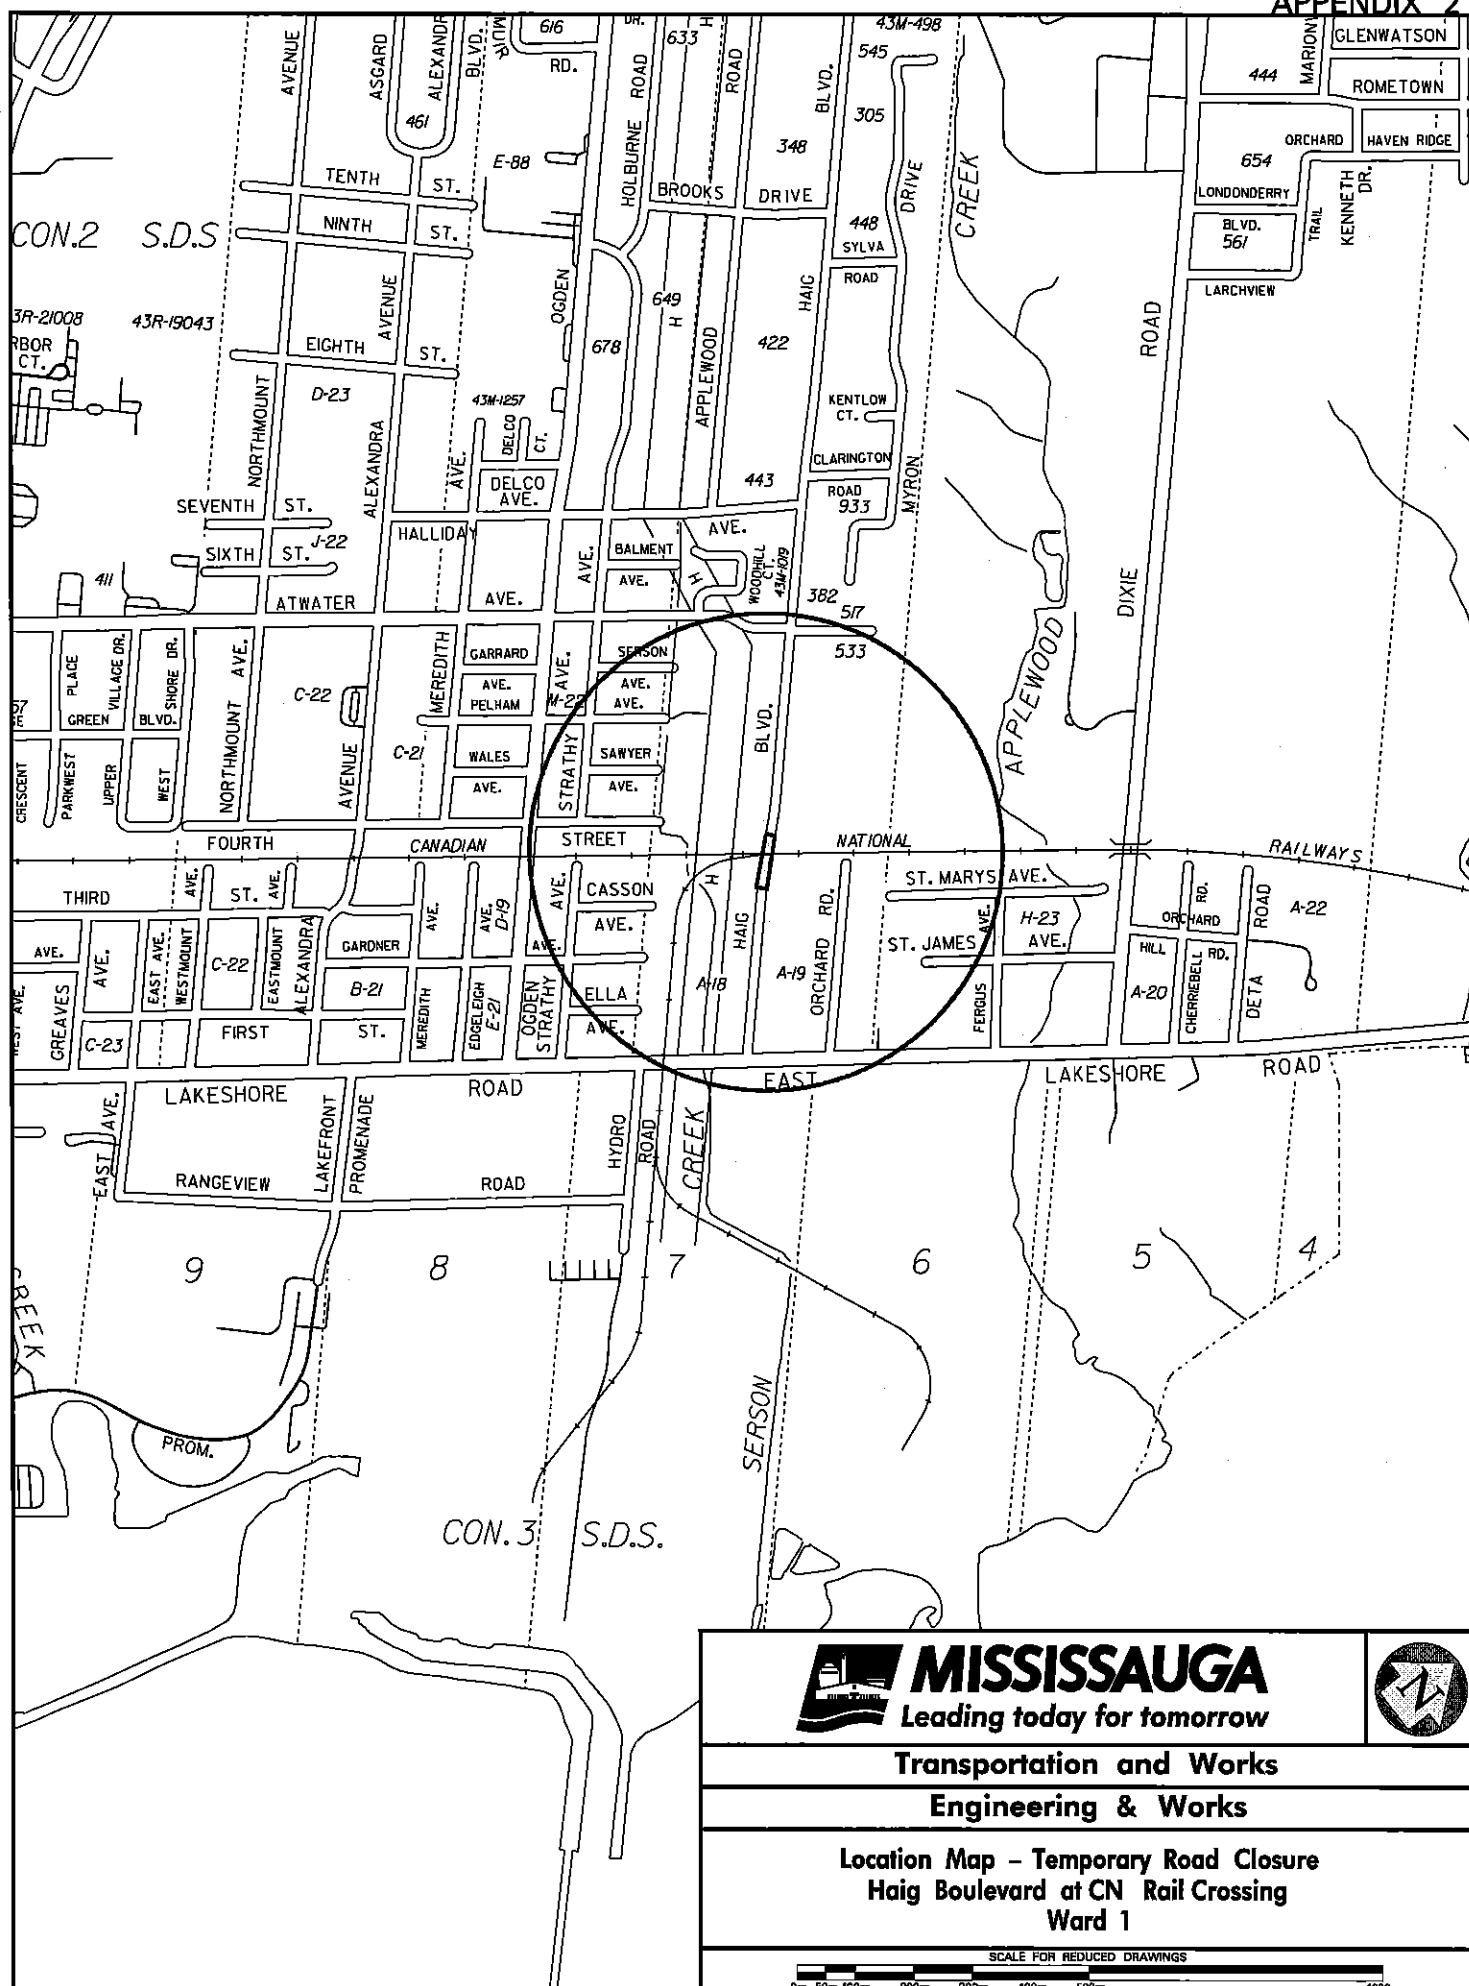 APPENDIX 2
AVENUE
ASGARD
ALEXANDR
BLVD.
MUIR
616
RD.
DR.
ROAD
633
H
ROAD
BLVD.
43M-498
545
305
MARION
GLENWATSON
444
ROMETOWN
461
E-88
HOLBURNE
348
CREEK
DRIVE
ORCHARD
HAVEN RIDGE
654
KENNETH
DR.
TENTH ST.
BROOKS DRIVE
LONDONDERRY
BLVD.
561
TRAIL
CON.2 S.D.S
NINTH ST.
448
SYLVA
ROAD
LARCHVIEW
3R-21008
43R-19043
RBOR
CT.
AVENUE
OGDEN
649
H
HAIG
ROAD
EIGHTH ST.
678
APPLEWOOD
422
D-23
43M-1257
DELCO
CT.
KENTLOW
CT.
NORTHMOUNT
ALEXANDRA
AVE.
DELCO
AVE.
443
CLARINGTON
ROAD
933
MYRON
SEVENTH ST.
J-22
HALLIDAY
AVE.
SIXTH ST.
411
AVE.
BALMENT
AVE.
H
WOODHILL
CT.
43M-1019
382
517
533
DIXIE
ATWATER AVE.
PLACE
VILLAGE DR.
SHORE DR.
AVE.
MEREDITH
GARRARD
AVE.
AVE.
SERSON
AVE.
APPLEWOOD
57
GREEN
BLVD.
C-22
PELHAM
M-22
AVE.
BLVD.
CRESCENT
PARKWEST
UPPER
WEST
NORTHMOUNT
AVENUE
C-21
WALES
AVE.
STRATHY
SAWYER
AVE.
FOURTH
CANADIAN
STREET
NATIONAL
RAILWAYS
THIRD
AVE.
ST.
AVE.
AVE.
AVE.
D-19
AVE.
CASSON
AVE.
H
HAIG
RD.
ST. MARYS AVE.
AVE.
H-23
RD.
ORCHARD
ROAD
A-22
AVE.
AVE.
EAST AVE.
WESTMOUNT
C-22
EASTMOUNT
ALEXANDRA
GARDNER
AVE.
ST. JAMES
AVE.
HILL
RD.
GREAVES
B-21
MEREDITH
EDGELEIGH
E-21
OGDEN
STRATHY
ELLA
AVE.
A-18
A-19
ORCHARD
FERGUS
A-20
CHERRIEBELL
DETA
C-23
FIRST ST.
LAKESHORE ROAD
EAST
LAKESHORE ROAD
EAST AVE.
LAKEFRONT
PROMENADE
HYDRO
ROAD
CREEK
RANGEVIEW ROAD
9
8
7
6
5
4
CREEK
PROM.
SERSON
CON. 3 S.D.S.
MISSISSAUGA
Leading today for tomorrow
N
Transportation and Works
Engineering & Works
Location Map - Temporary Road Closure
Haig Boulevard at CN Rail Crossing
Ward 1
SCALE FOR REDUCED DRAWINGS